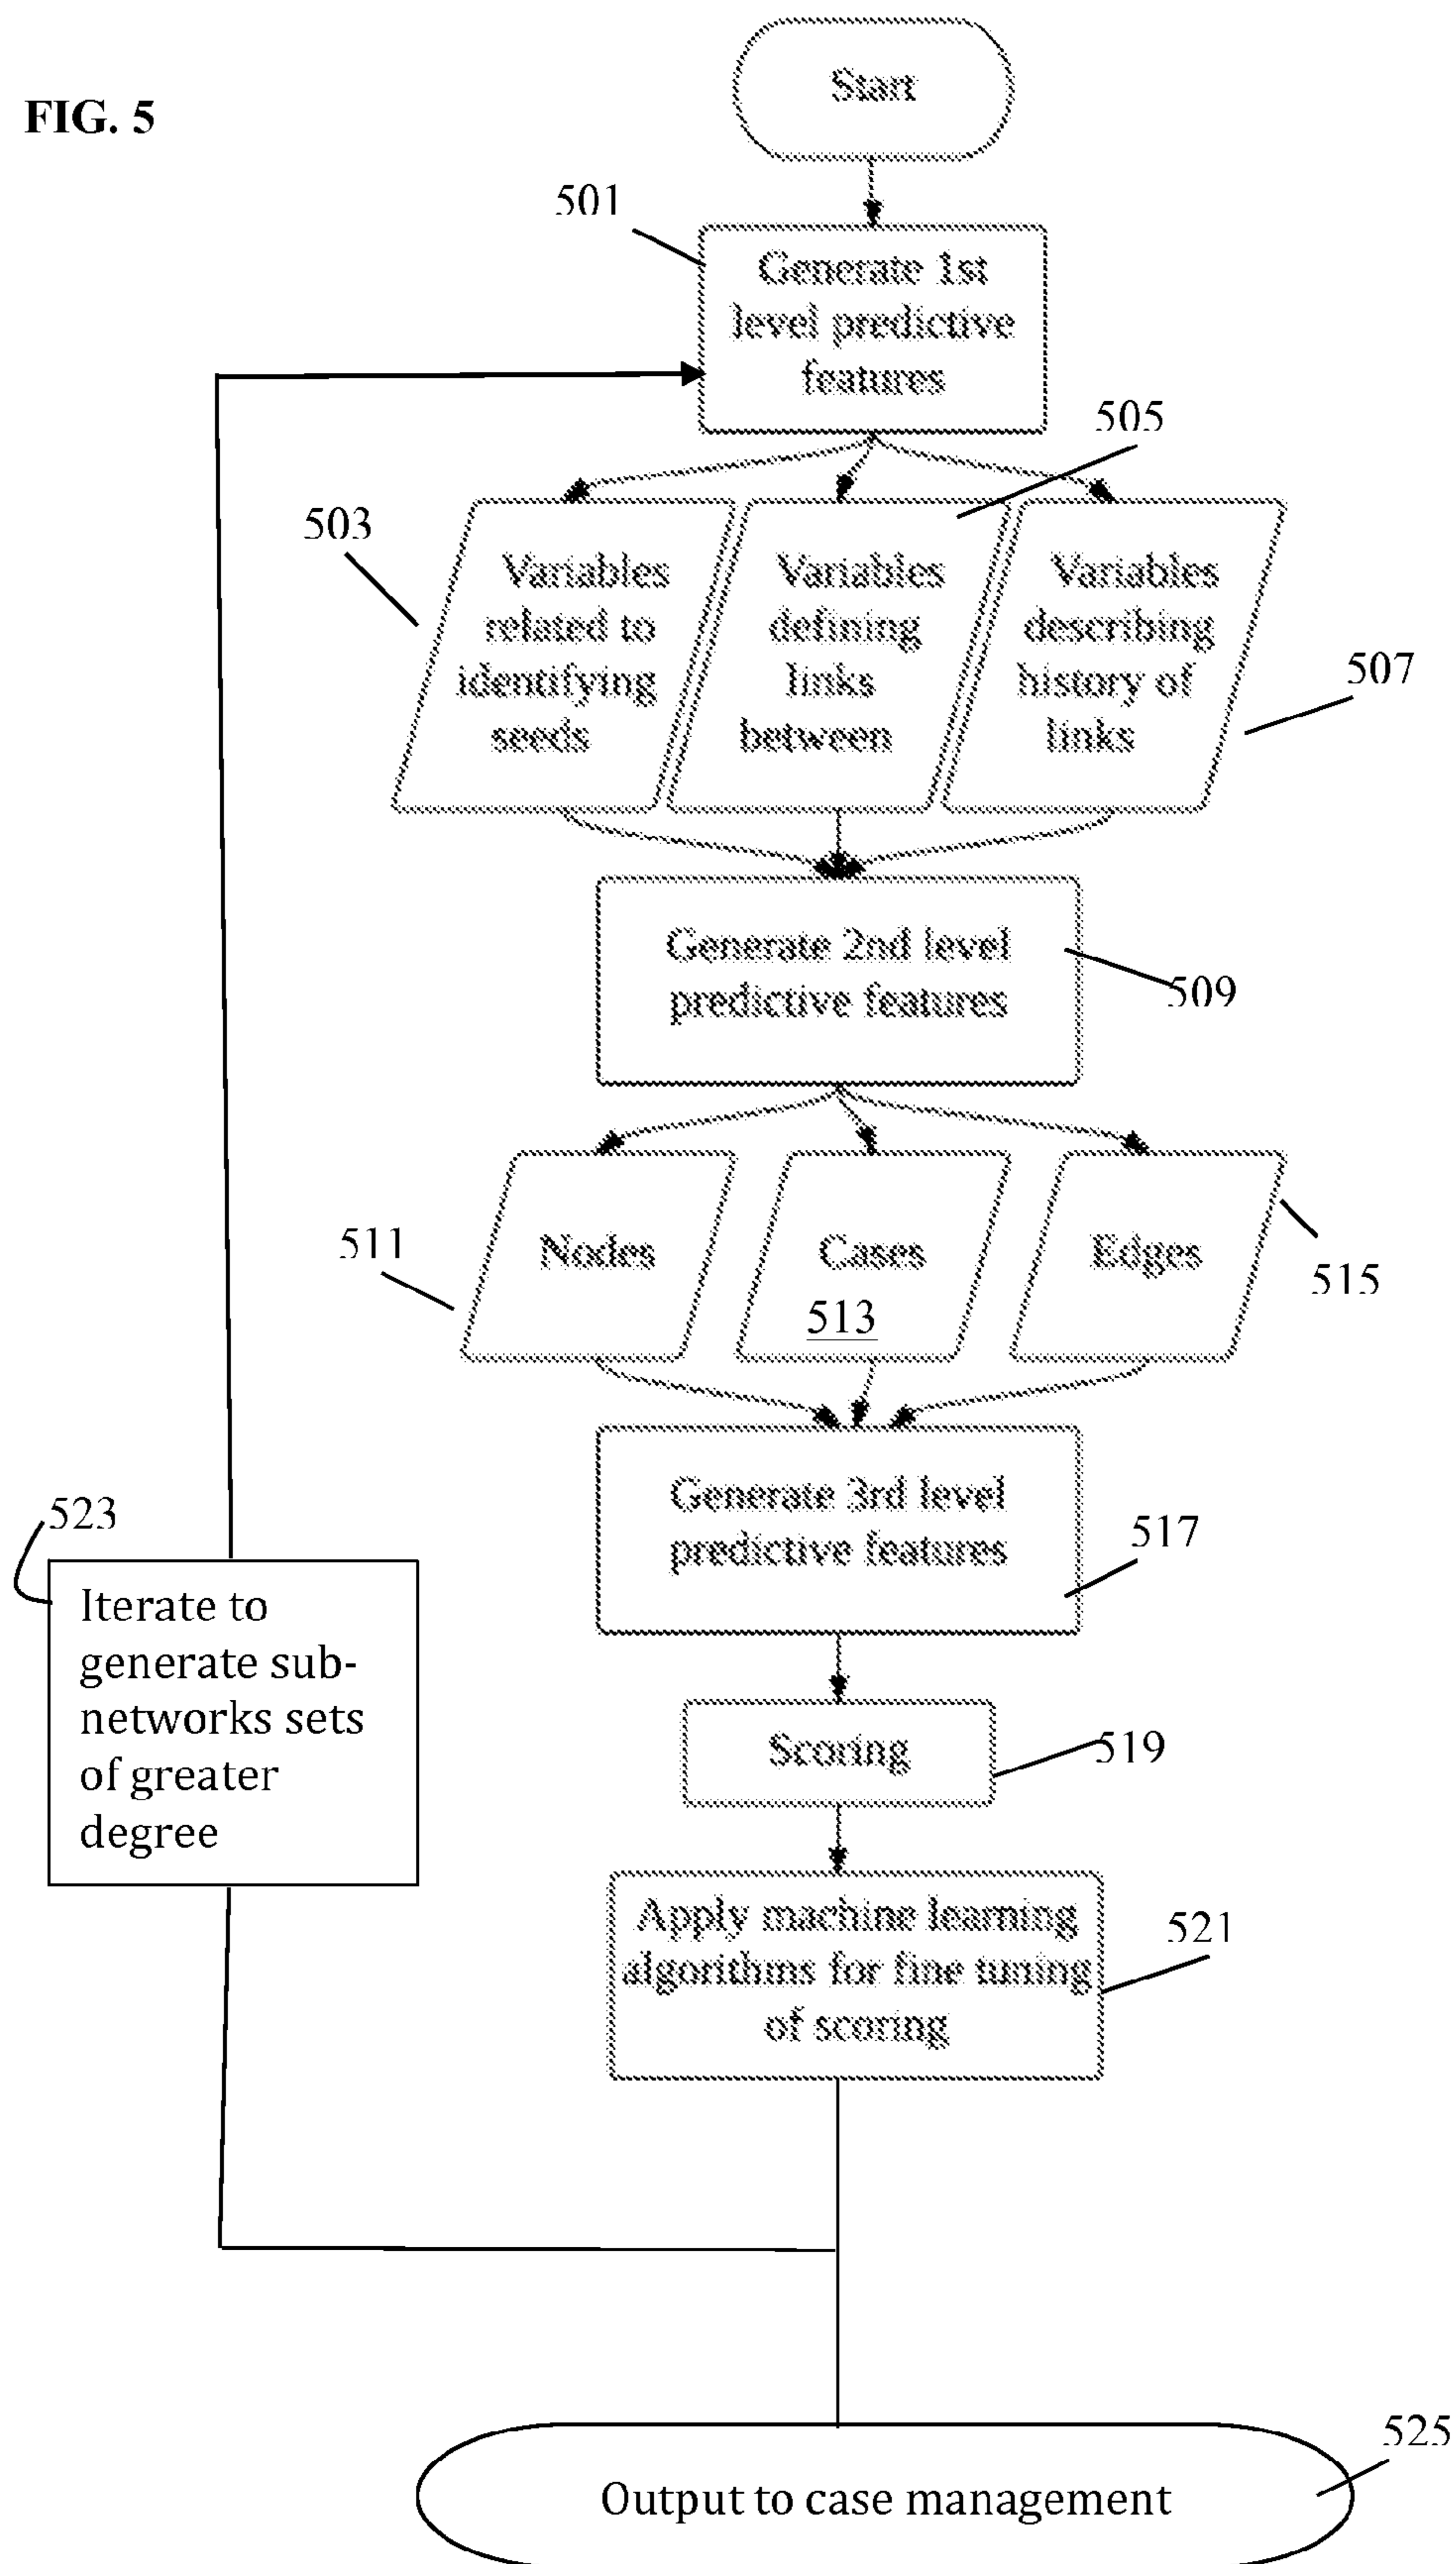 FIG. 5
Start
501
Generate 1st
level predictive
features
505
503
Variables
related to
identifying
seeds
Variables
defining
links
between
Variables
describing
history of
links
507
Generate 2nd level
predictive features
509
511
Nodes
Cases
513
Edges
515
Generate 3rd level
predictive features
517
523
Iterate to
generate sub-
networks sets
of greater
degree
Scoring
519
Apply machine learning
algorithms for fine tuning
of scoring
521
525
Output to case management